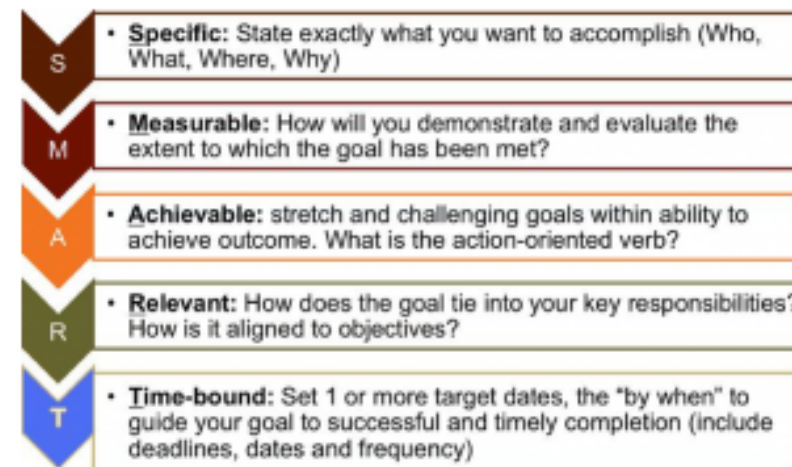 S
• Specific: State exactly what you want to accomplish (Who,
What, Where, Why)
M
• Measurable: How will you demonstrate and evaluate the
extent to which the goal has been met?
A
• Achievable: stretch and challenging goals within ability to
achieve outcome. What is the action-oriented verb?
R
• Relevant: How does the goal tie into your key responsibilities?
How is it aligned to objectives?
T
• Time-bound: Set 1 or more target dates, the "by when" to
guide your goal to successful and timely completion (include
deadlines, dates and frequency)